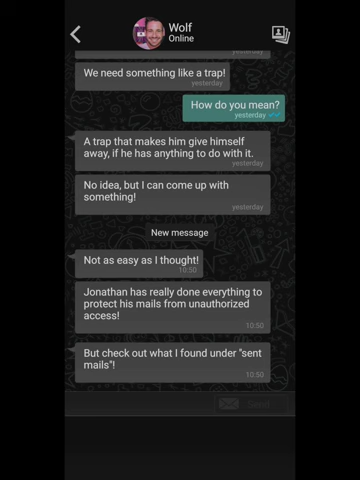 Wolf
Online
yesterday
We need something like a trap!
yesterday
How do you mean?
yesterday
A trap that makes him give himself
away, if he has anything to do with it.
yesterday
No idea, but I can come up with
something!
yesterday
New message
Not as easy as I thought!
10:50
Jonathan has really done everything to
protect his mails from unauthorized
access!
10:50
But check out what I found under "sent
mails"!
10:50
Send